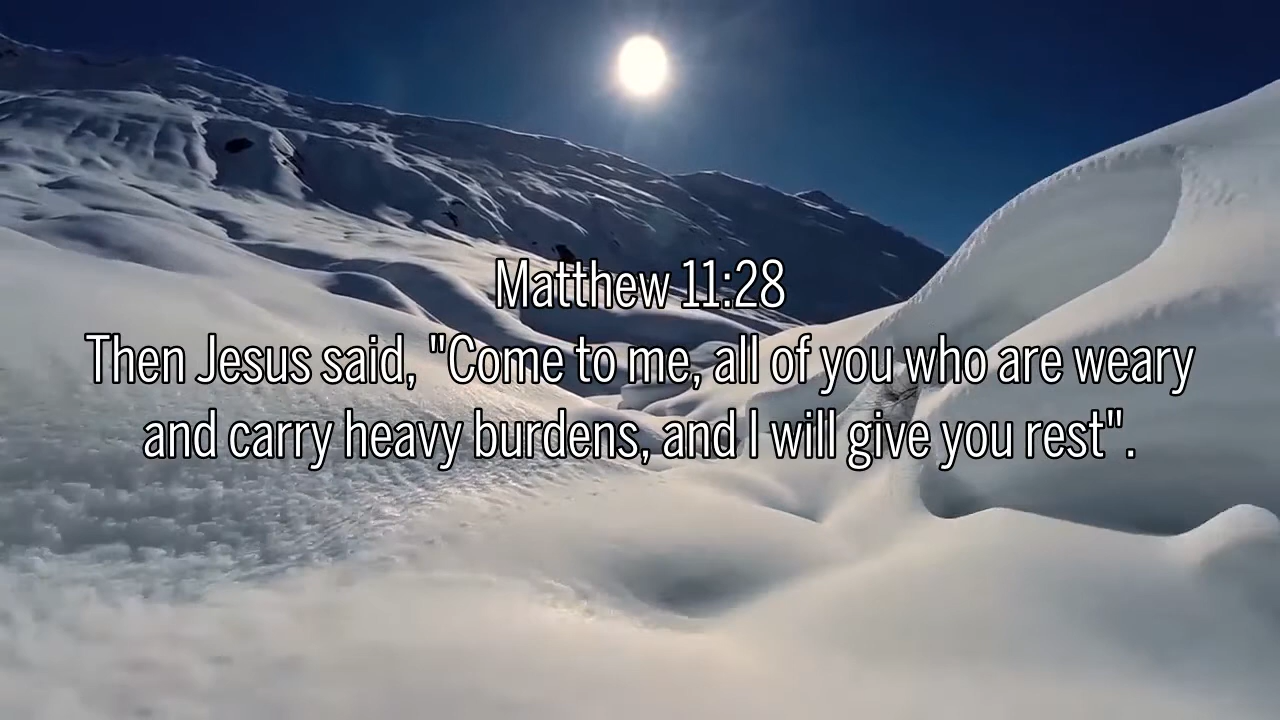 Matthew 11:28
Then Jesus said, "Come to me, all of you who are weary
and carry heavy burdens, and I will give you rest".